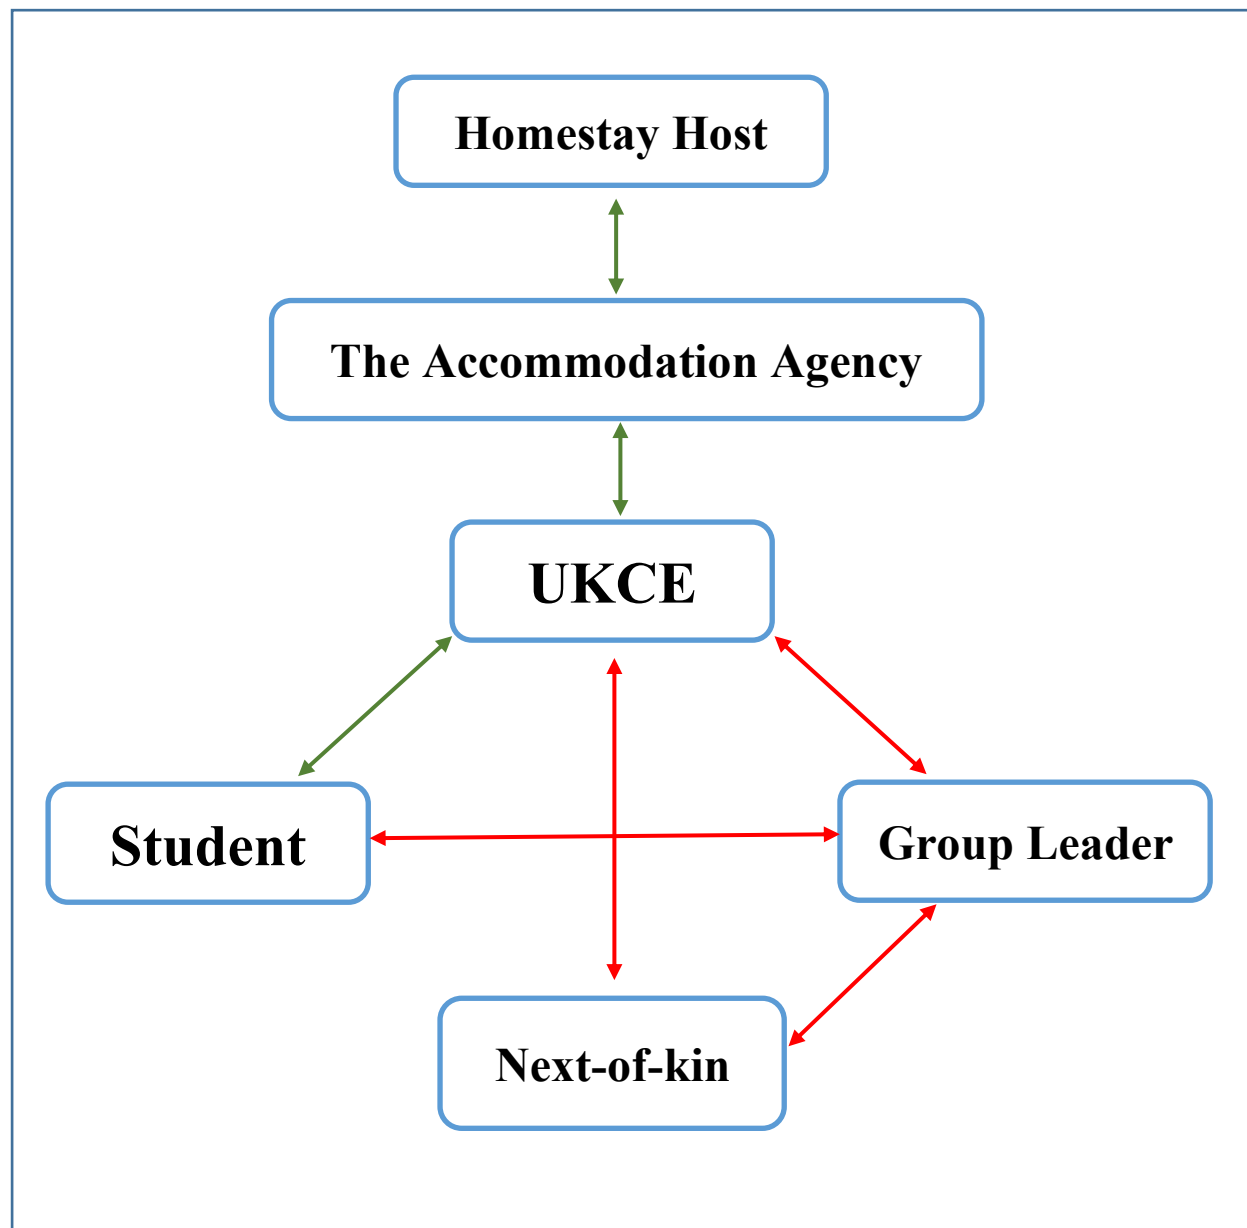 Homestay Host
The Accommodation Agency
UKCE
Student
Group Leader
Next-of-kin